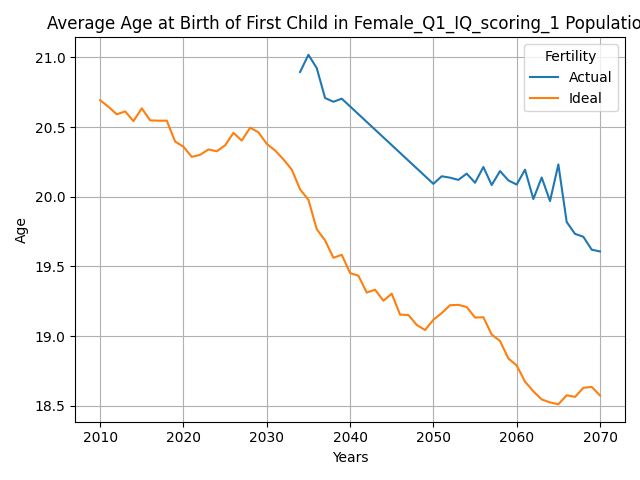 Average Age at Birth of First Child in Female_Q1_IQ_scoring_1 Populatio
Fertility
Actual
Ideal
21.0
20.5
20.0
19.5
19.0
18.5
Age
2010 2020 2030 2040 2050 2060 2070
Years